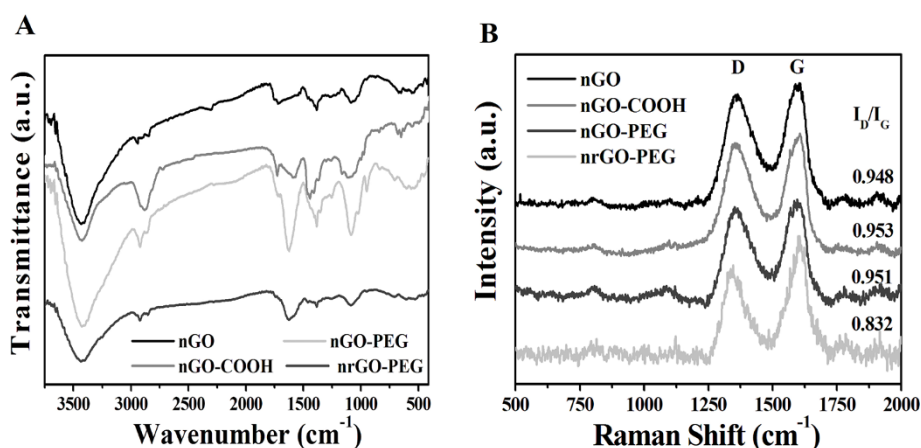 A
Transmittance (a.u.)
nGO
nGO-PEG
nGO-COOH
nrGO-PEG
3500 3000 2500 2000 1500 1000 500
Wavenumber (cm⁻¹)
B
Intensity (a.u.)
nGO
nGO-COOH
nGO-PEG
nrGO-PEG
D G
I_D/I_G
0.948
0.953
0.951
0.832
500 750 1000 1250 1500 1750 2000
Raman Shift (cm⁻¹)